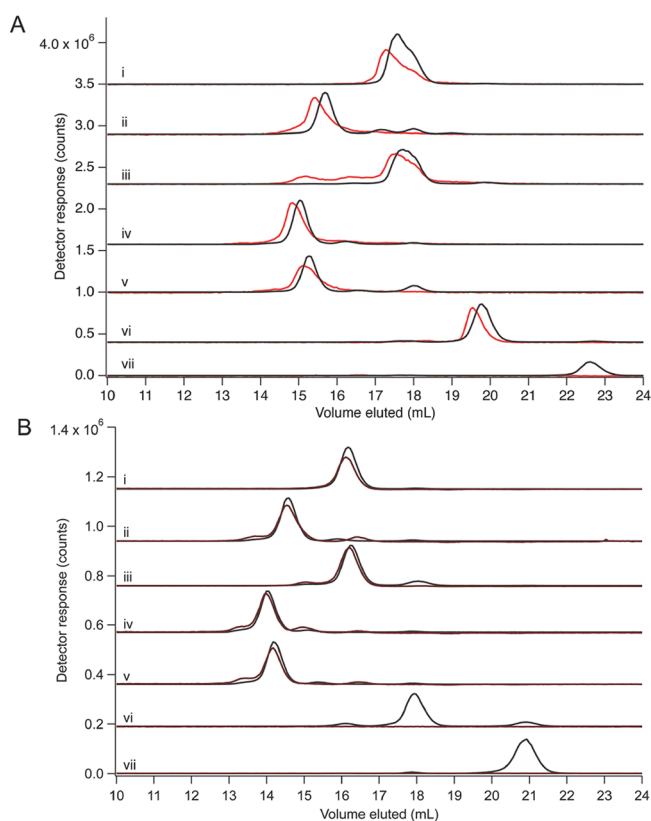 A
4.0 x 10⁶
3.5
3.0
2.5
2.0
1.5
1.0
0.5
0.0
Detector response (counts)
i
ii
iii
iv
v
vi
vii
10 11 12 13 14 15 16 17 18 19 20 21 22 23 24
Volume eluted (mL)
B
1.4 x 10⁶
1.2
1.0
0.8
0.6
0.4
0.2
0.0
Detector response (counts)
i
ii
iii
iv
v
vi
vii
10 11 12 13 14 15 16 17 18 19 20 21 22 23 24
Volume eluted (mL)